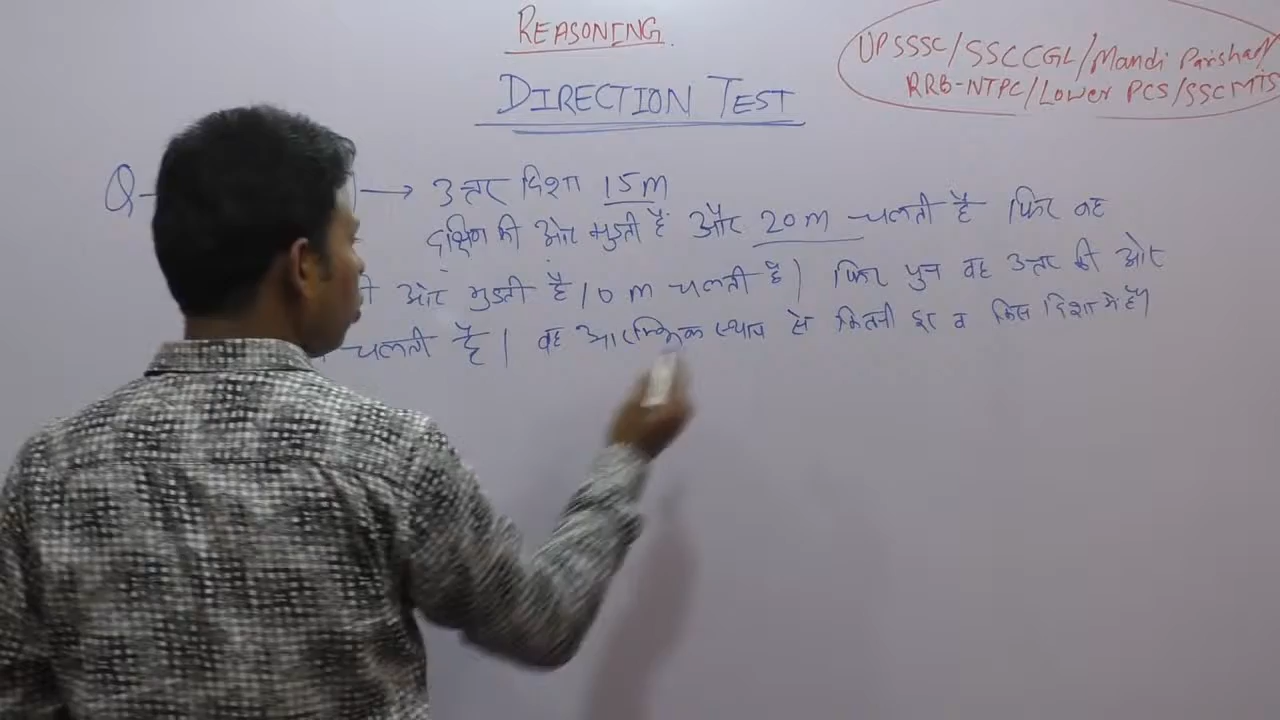 REASONING
DIRECTION TEST
UPSSSC/SSCCGL/Mandi Parishad/
RRB-NTPC/Lower PCS/SSCMTS
Q- → उत्तर दिशा 15m
दक्षिण की ओर मुड़ती है और 20m चलती है फिर वह
की ओर मुडती है 10 m चलती है| फिर पुन वह उत्तर की ओर
चलती है| वह आरम्भिक स्थान से कितनी दूर व किस दिशा मे है|